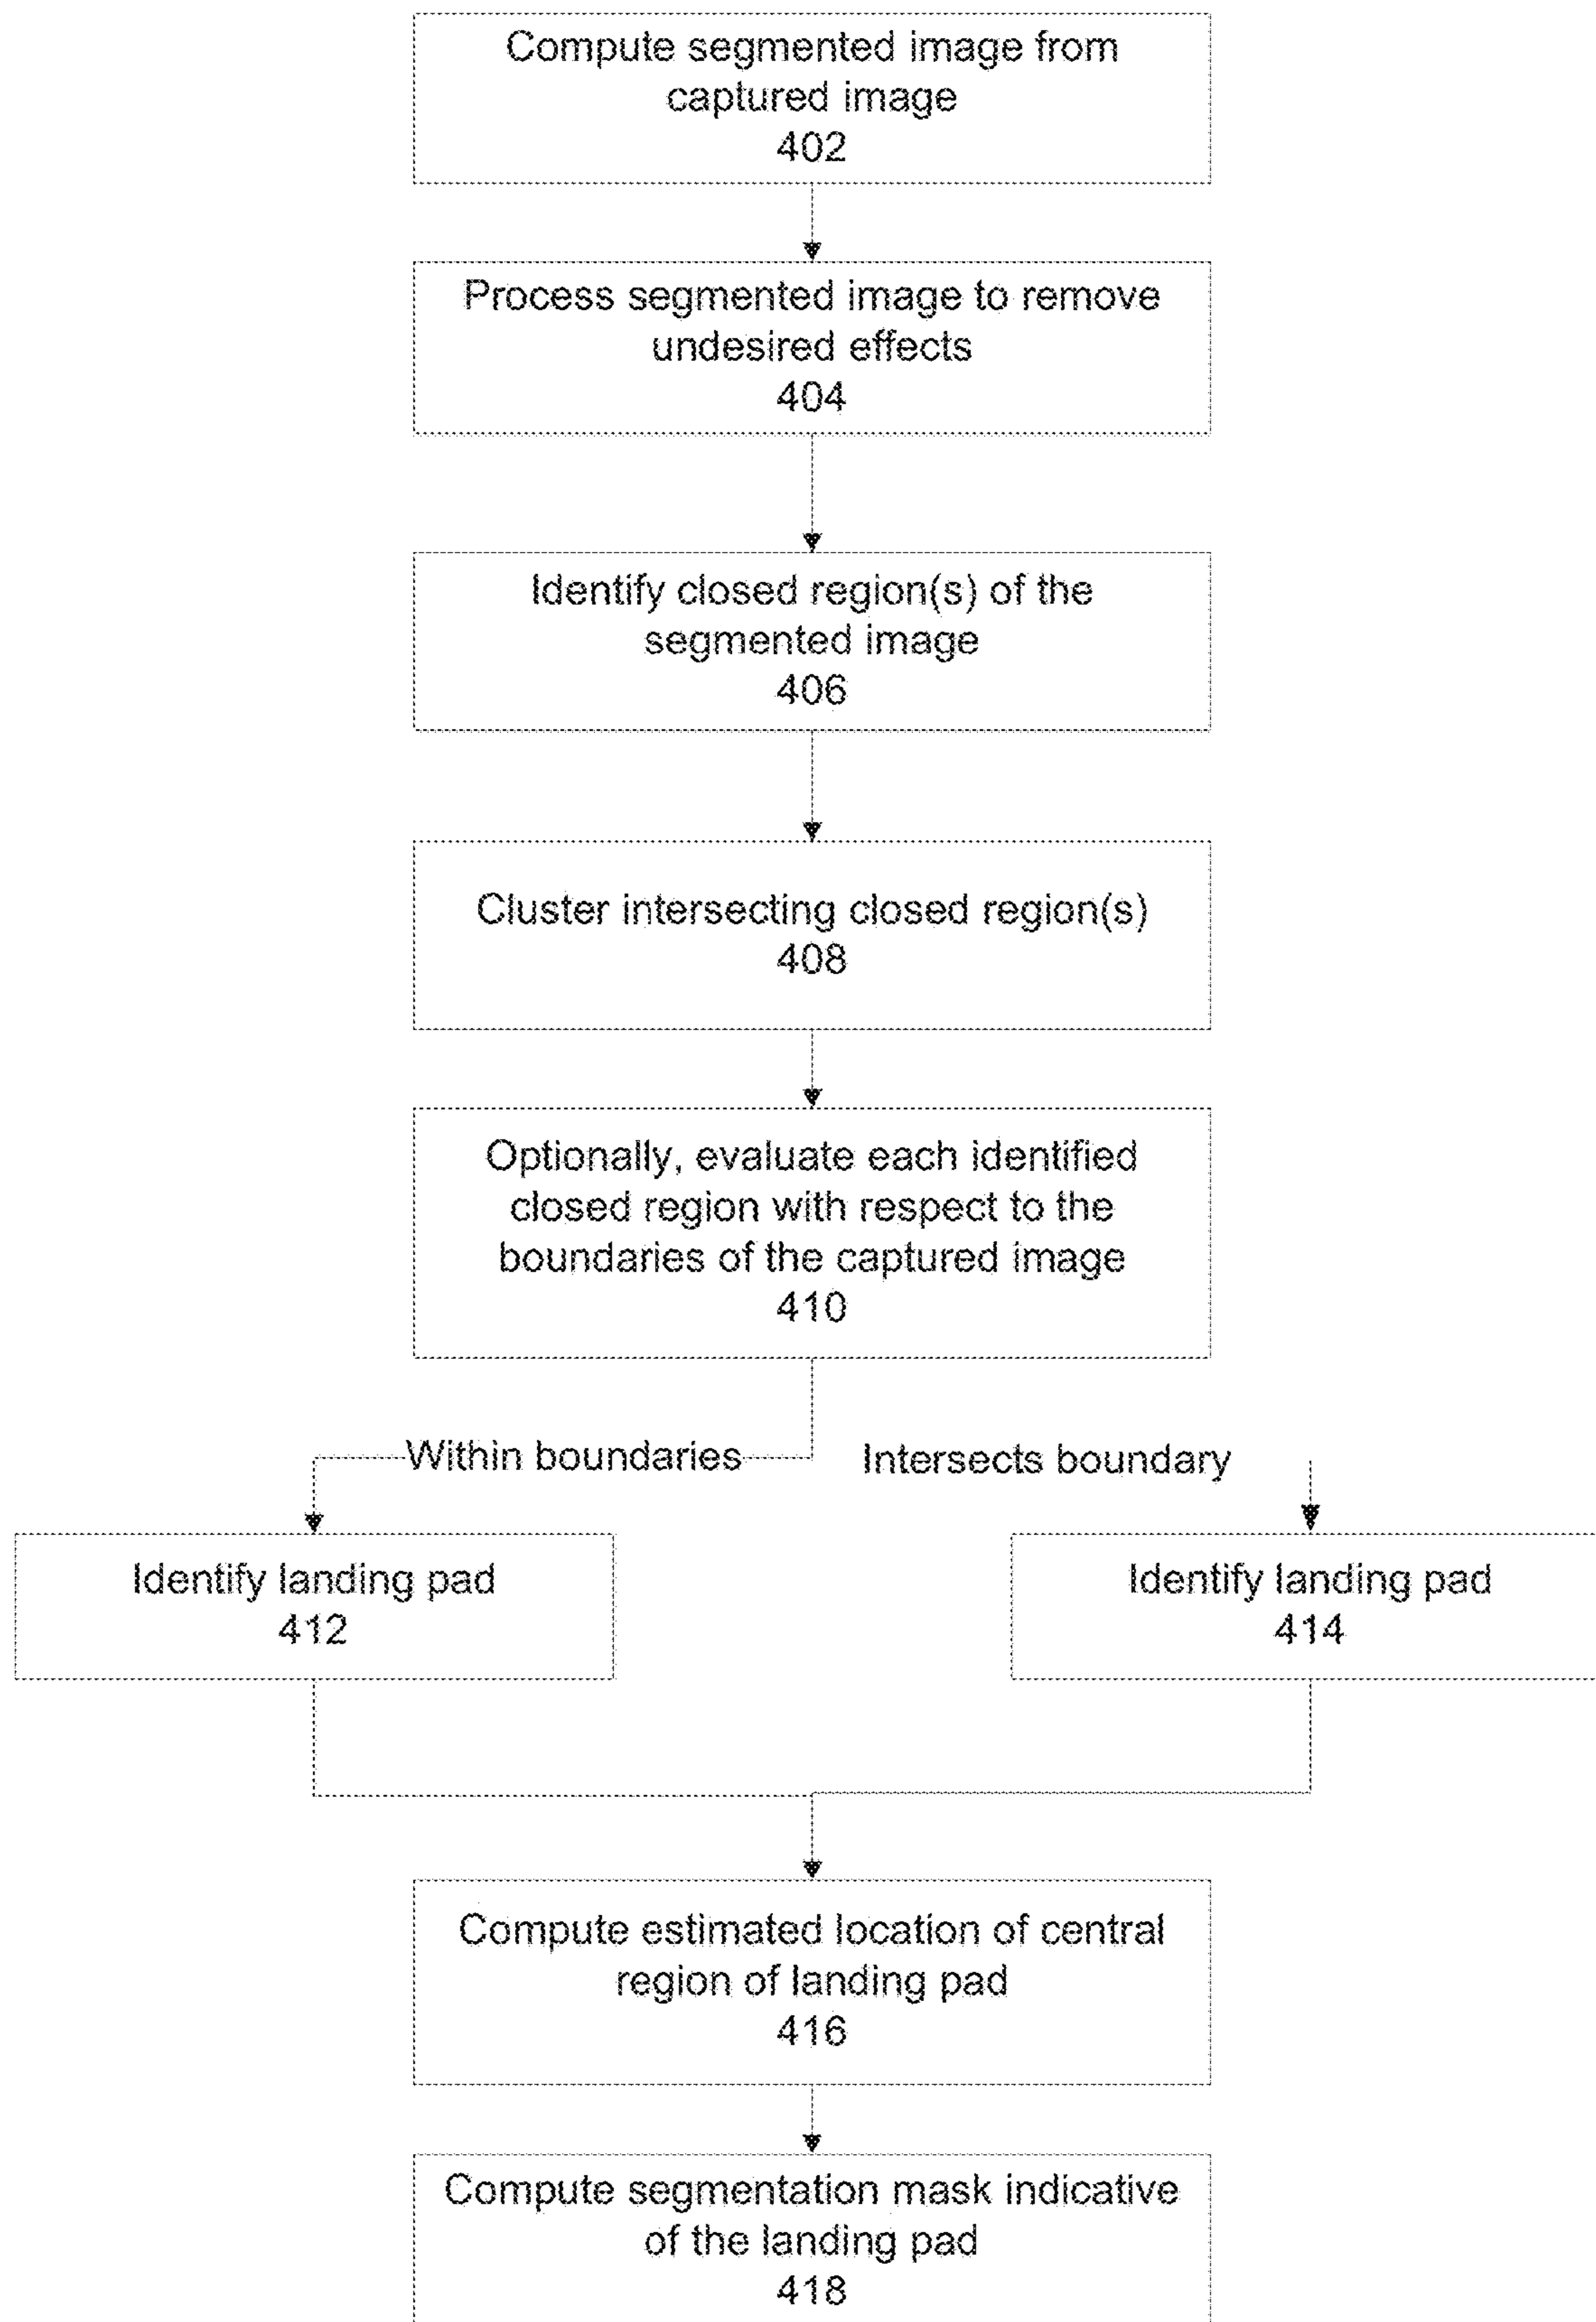 Compute segmented image from
captured image
402
Process segmented image to remove
undesired effects
404
Identify closed region(s) of the
segmented image
406
Cluster intersecting closed region(s)
408
Optionally, evaluate each identified
closed region with respect to the
boundaries of the captured image
410
Within boundaries
Intersects boundary
Identify landing pad
412
Identify landing pad
414
Compute estimated location of central
region of landing pad
416
Compute segmentation mask indicative
of the landing pad
418